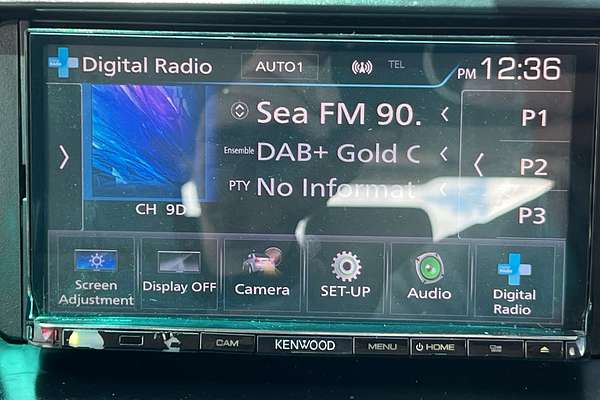 Digital Radio AUTO1 TEL PM 12:36
Sea FM 90. P1
Ensemble DAB+ Gold C P2
PTY No Informati P3
CH 9D
Screen Adjustment
Display OFF
Camera
SET-UP
Audio
Digital Radio
CAM KENWOOD MENU HOME